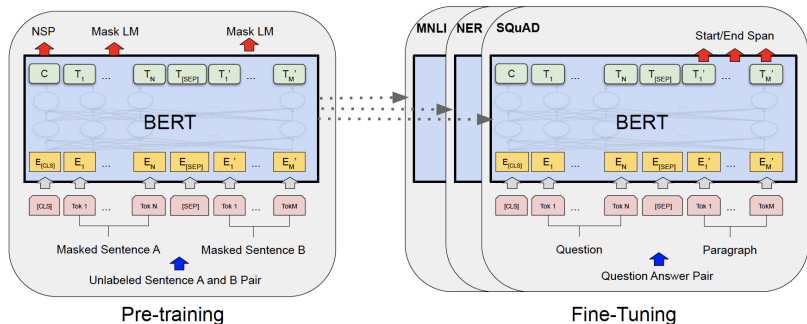 NSP Mask LM Mask LM
C T1 ... TN T[SEP] T1' ... TM'
BERT
E[CLS] E1 ... EN E[SEP] E1' ... EM'
[CLS] Tok 1 ... Tok N [SEP] Tok 1 ... TokM
Masked Sentence A Masked Sentence B
Unlabeled Sentence A and B Pair
Pre-training
MNLI NER SQuAD
Start/End Span
C T1 ... TN T[SEP] T1' ... TM'
BERT
E[CLS] E1 ... EN E[SEP] E1' ... EM'
[CLS] Tok 1 ... Tok N [SEP] Tok 1 ... TokM
Question Paragraph
Question Answer Pair
Fine-Tuning